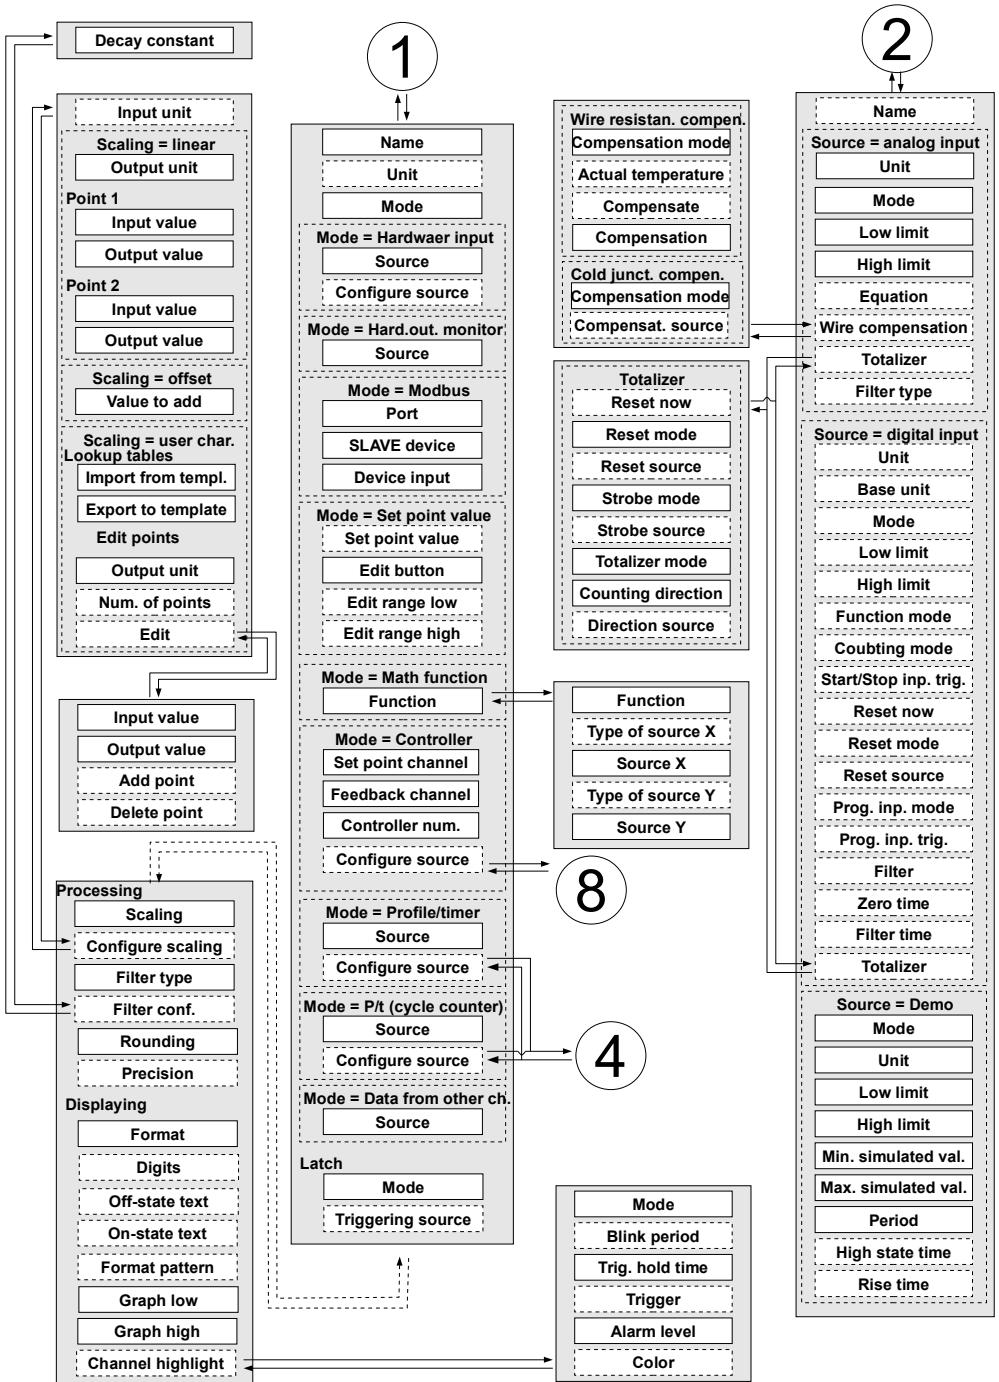 Decay constant
Input unit
Scaling = linear
Output unit
Point 1
Input value
Output value
Point 2
Input value
Output value
Scaling = offset
Value to add
Scaling = user char.
Lookup tables
Import from templ.
Export to template
Edit points
Output unit
Num. of points
Edit
Input value
Output value
Add point
Delete point
Processing
Scaling
Configure scaling
Filter type
Filter conf.
Rounding
Precision
Displaying
Format
Digits
Off-state text
On-state text
Format pattern
Graph low
Graph high
Channel highlight
1
Name
Unit
Mode
Mode = Hardwaer input
Source
Configure source
Mode = Hard.out. monitor
Source
Mode = Modbus
Port
SLAVE device
Device input
Mode = Set point value
Set point value
Edit button
Edit range low
Edit range high
Mode = Math function
Function
Mode = Controller
Set point channel
Feedback channel
Controller num.
Configure source
Mode = Profile/timer
Source
Configure source
Mode = P/t (cycle counter)
Source
Configure source
Mode = Data from other ch.
Source
Latch
Mode
Triggering source
Wire resistan. compen.
Compensation mode
Actual temperature
Compensate
Compensation
Cold junct. compen.
Compensation mode
Compensat. source
Totalizer
Reset now
Reset mode
Reset source
Strobe mode
Strobe source
Totalizer mode
Counting direction
Direction source
Function
Type of source X
Source X
Type of source Y
Source Y
8
4
Mode
Blink period
Trig. hold time
Trigger
Alarm level
Color
2
Name
Source = analog input
Unit
Mode
Low limit
High limit
Equation
Wire compensation
Totalizer
Filter type
Source = digital input
Unit
Base unit
Mode
Low limit
High limit
Function mode
Coubting mode
Start/Stop inp. trig.
Reset now
Reset mode
Reset source
Prog. inp. mode
Prog. inp. trig.
Filter
Zero time
Filter time
Totalizer
Source = Demo
Mode
Unit
Low limit
High limit
Min. simulated val.
Max. simulated val.
Period
High state time
Rise time